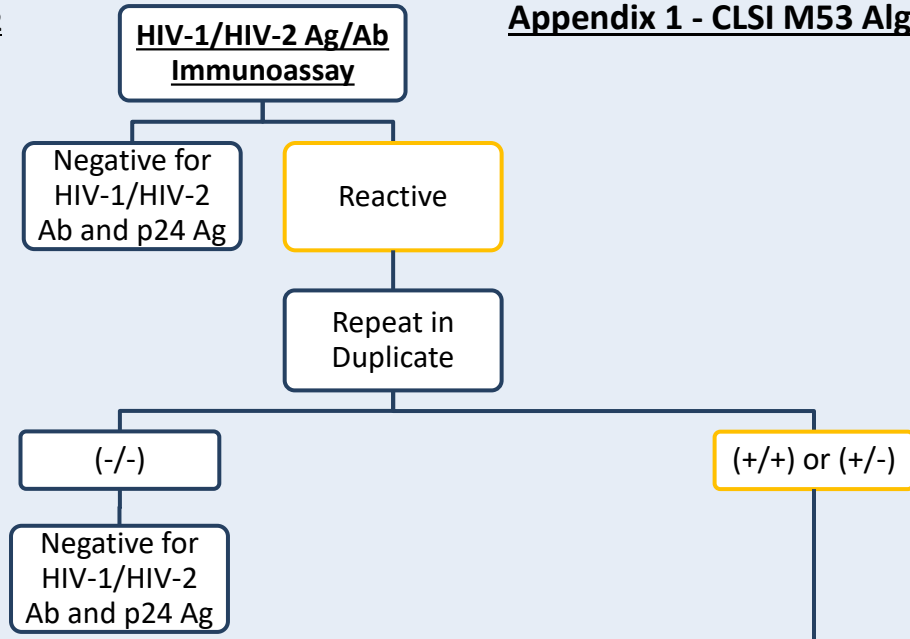 HIV-1/HIV-2 Ag/Ab
Immunoassay
Appendix 1 - CLSI M53 Alg
Negative for
HIV-1/HIV-2
Ab and p24 Ag
Reactive
Repeat in
Duplicate
(-/-)
(+/+) or (+/-)
Negative for
HIV-1/HIV-2
Ab and p24 Ag